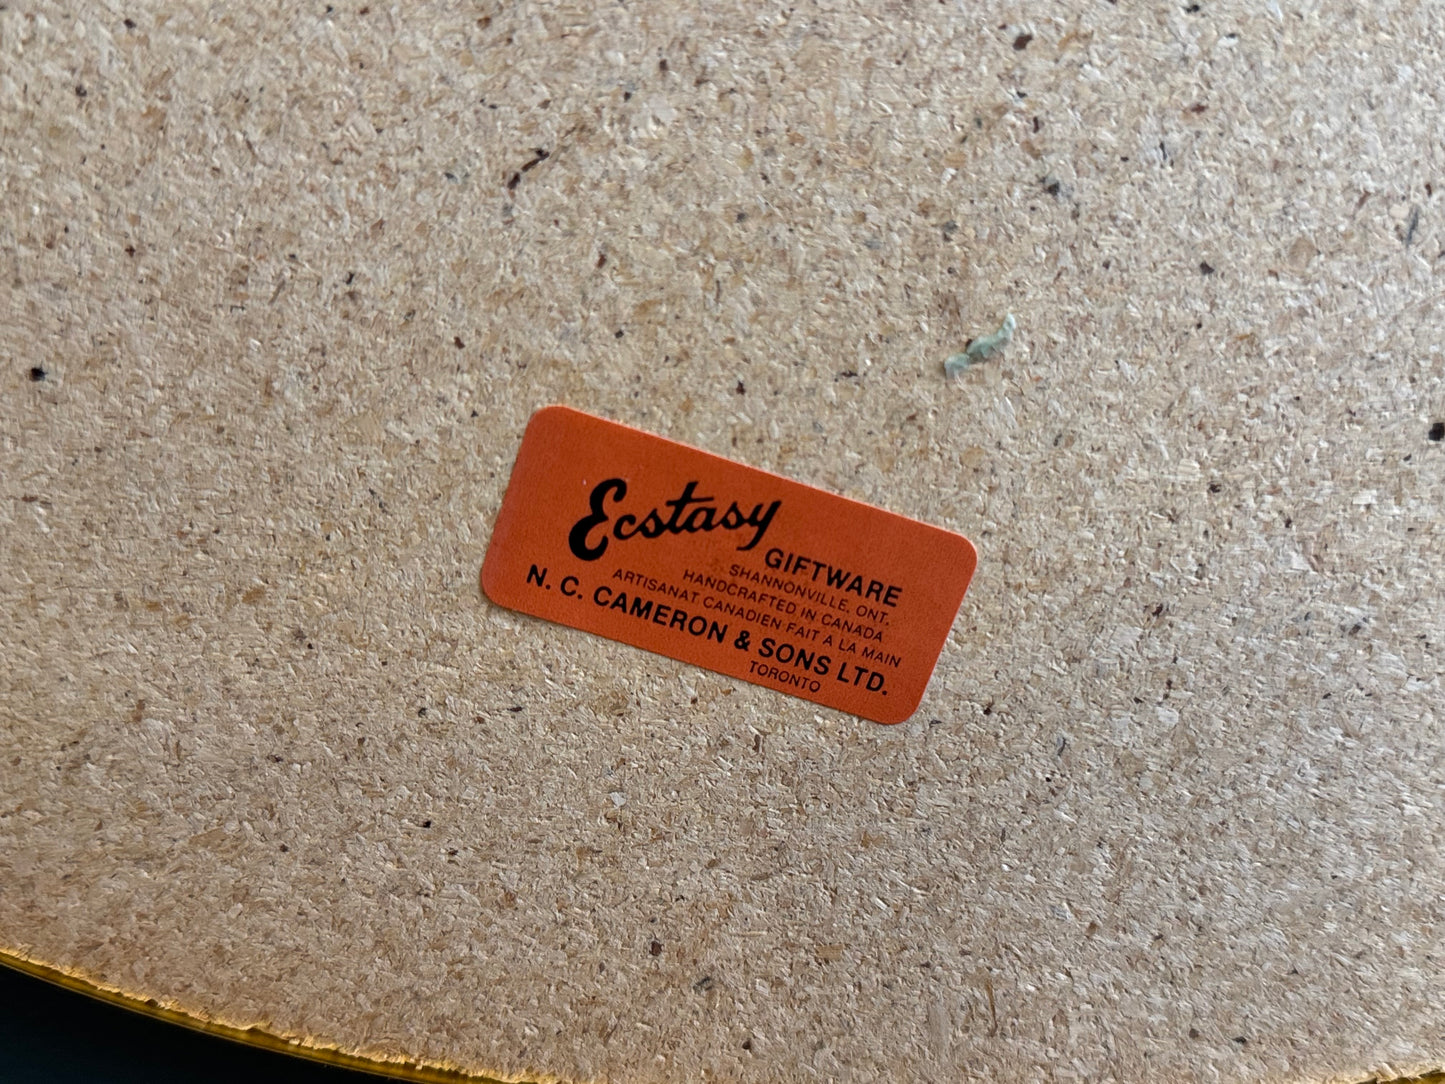 Ecstasy
GIFTWARE
SHANNONVILLE, ONT.
HANDCRAFTED IN CANADA
ARTISANAT CANADIEN FAIT A LA MAIN
N. C. CAMERON & SONS LTD.
TORONTO